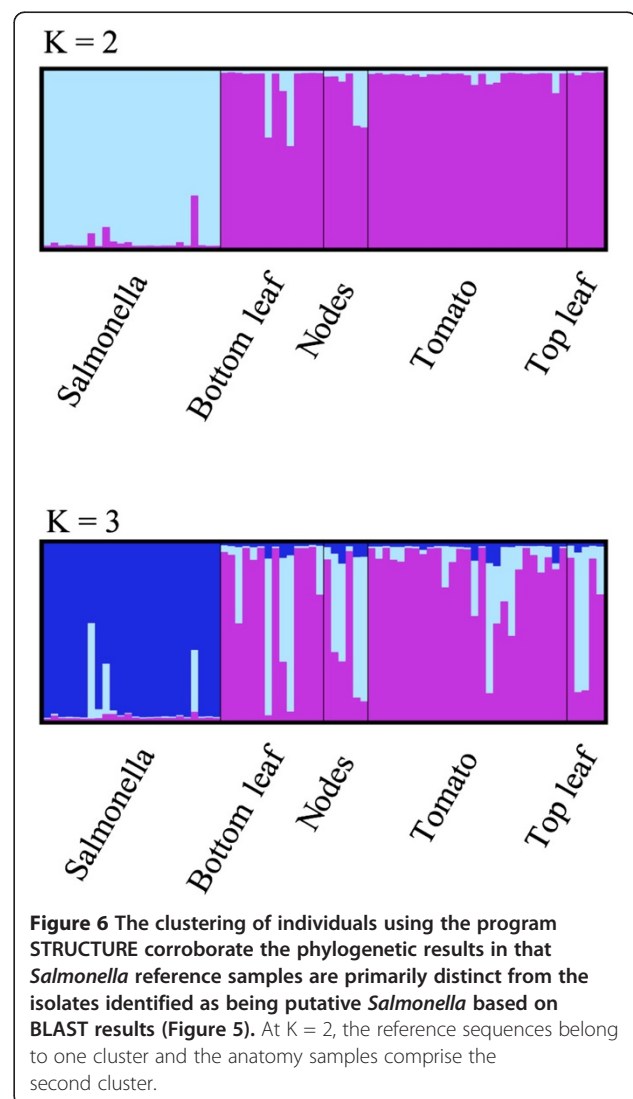 K = 2
Salmonella
Bottom leaf
Nodes
Tomato
Top leaf
K = 3
Salmonella
Bottom leaf
Nodes
Tomato
Top leaf
Figure 6 The clustering of individuals using the program
STRUCTURE corroborate the phylogenetic results in that
Salmonella reference samples are primarily distinct from the
isolates identified as being putative Salmonella based on
BLAST results (Figure 5). At K = 2, the reference sequences belong
to one cluster and the anatomy samples comprise the
second cluster.